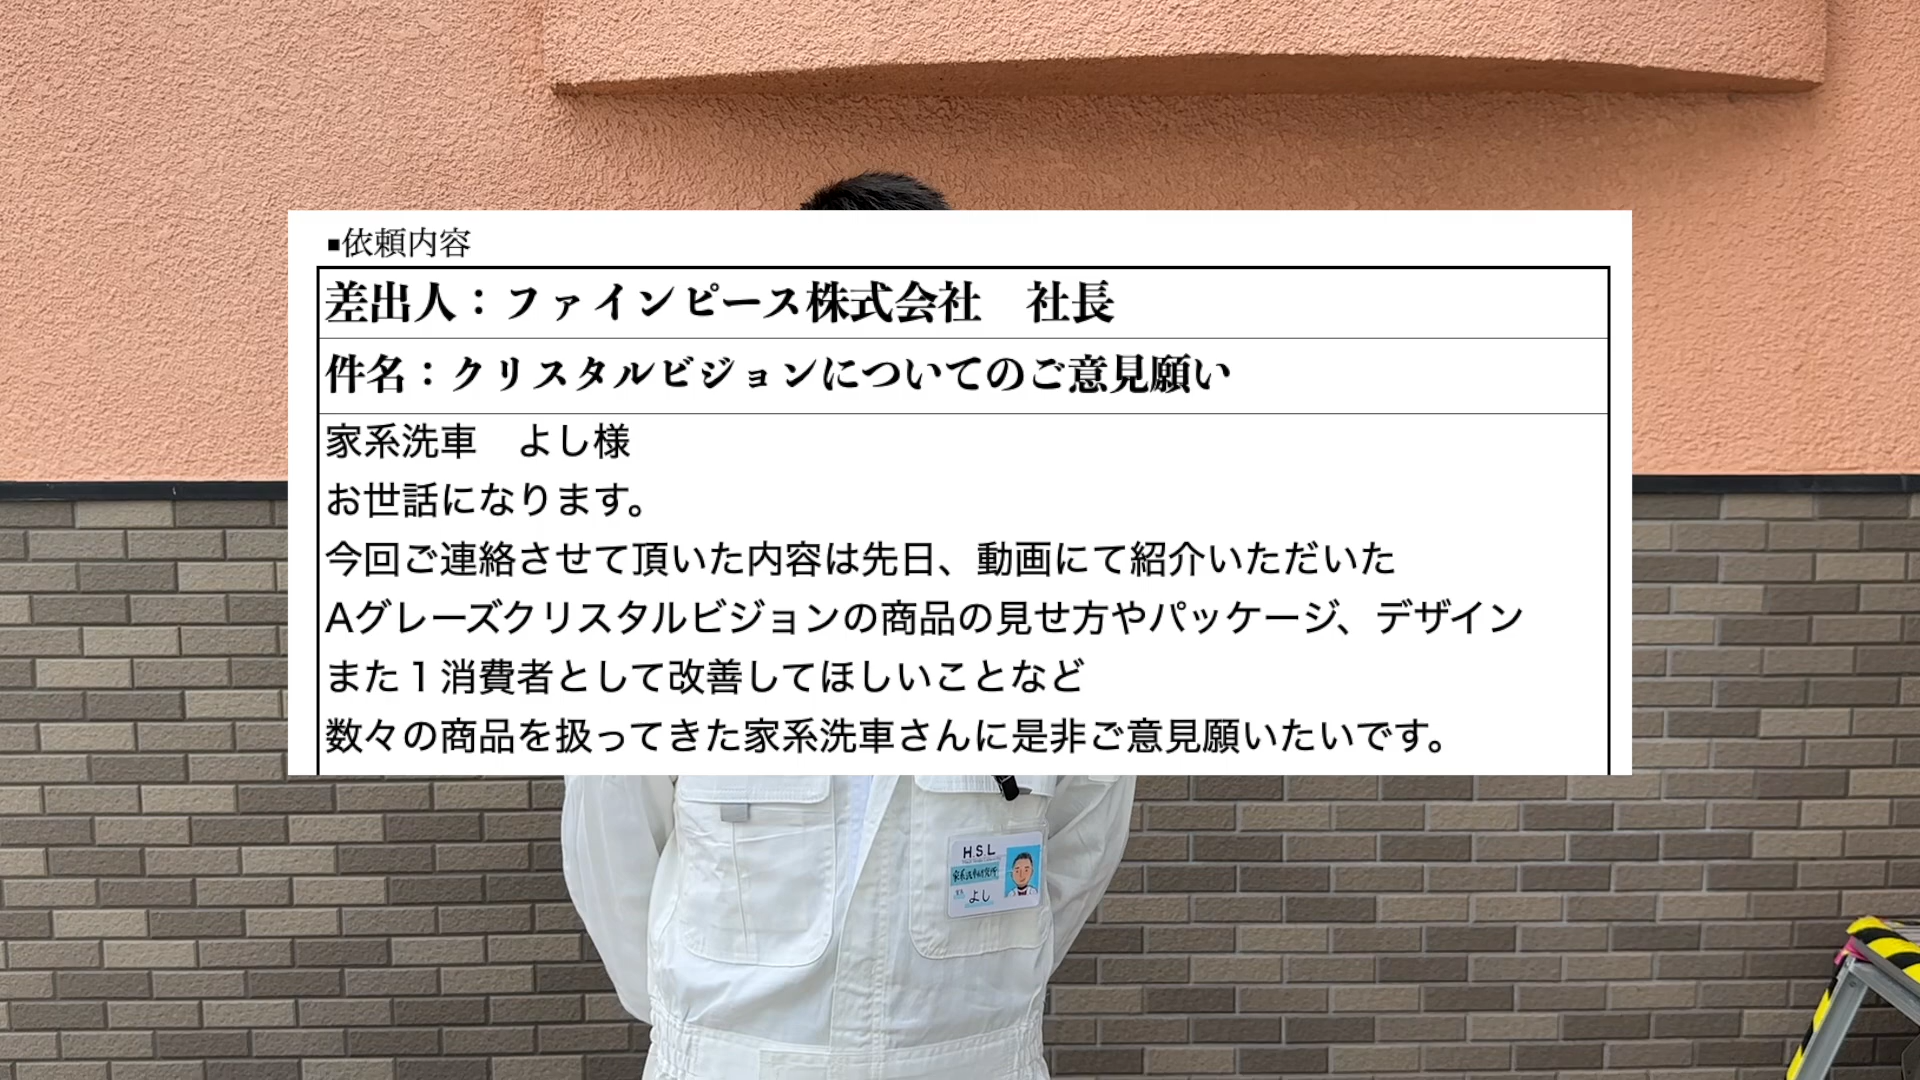 ▪依頼内容
差出人：ファインピース株式会社　社長
件名：クリスタルビジョンについてのご意見願い
家系洗車　よし様
お世話になります。
今回ご連絡させて頂いた内容は先日、動画にて紹介いただいた
Aグレーズクリスタルビジョンの商品の見せ方やパッケージ、デザイン
また１消費者として改善してほしいことなど
数々の商品を扱ってきた家系洗車さんに是非ご意見願いたいです。
H.S.L
家系洗車研究所
よし